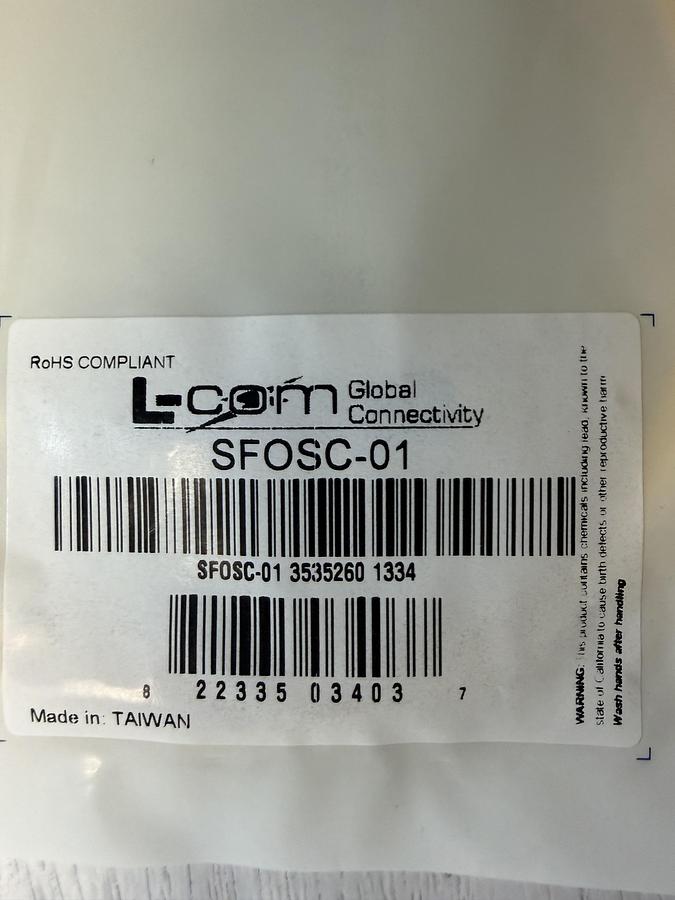 RoHS COMPLIANT
L-com Global
Connectivity
SFOSC-01
SFOSC-01 3535260 1334
8 22335 03403 7
Made in: TAIWAN
WARNING: This product contains chemicals including lead, known to the
state of California to cause birth defects or other reproductive harm
Wash hands after handling